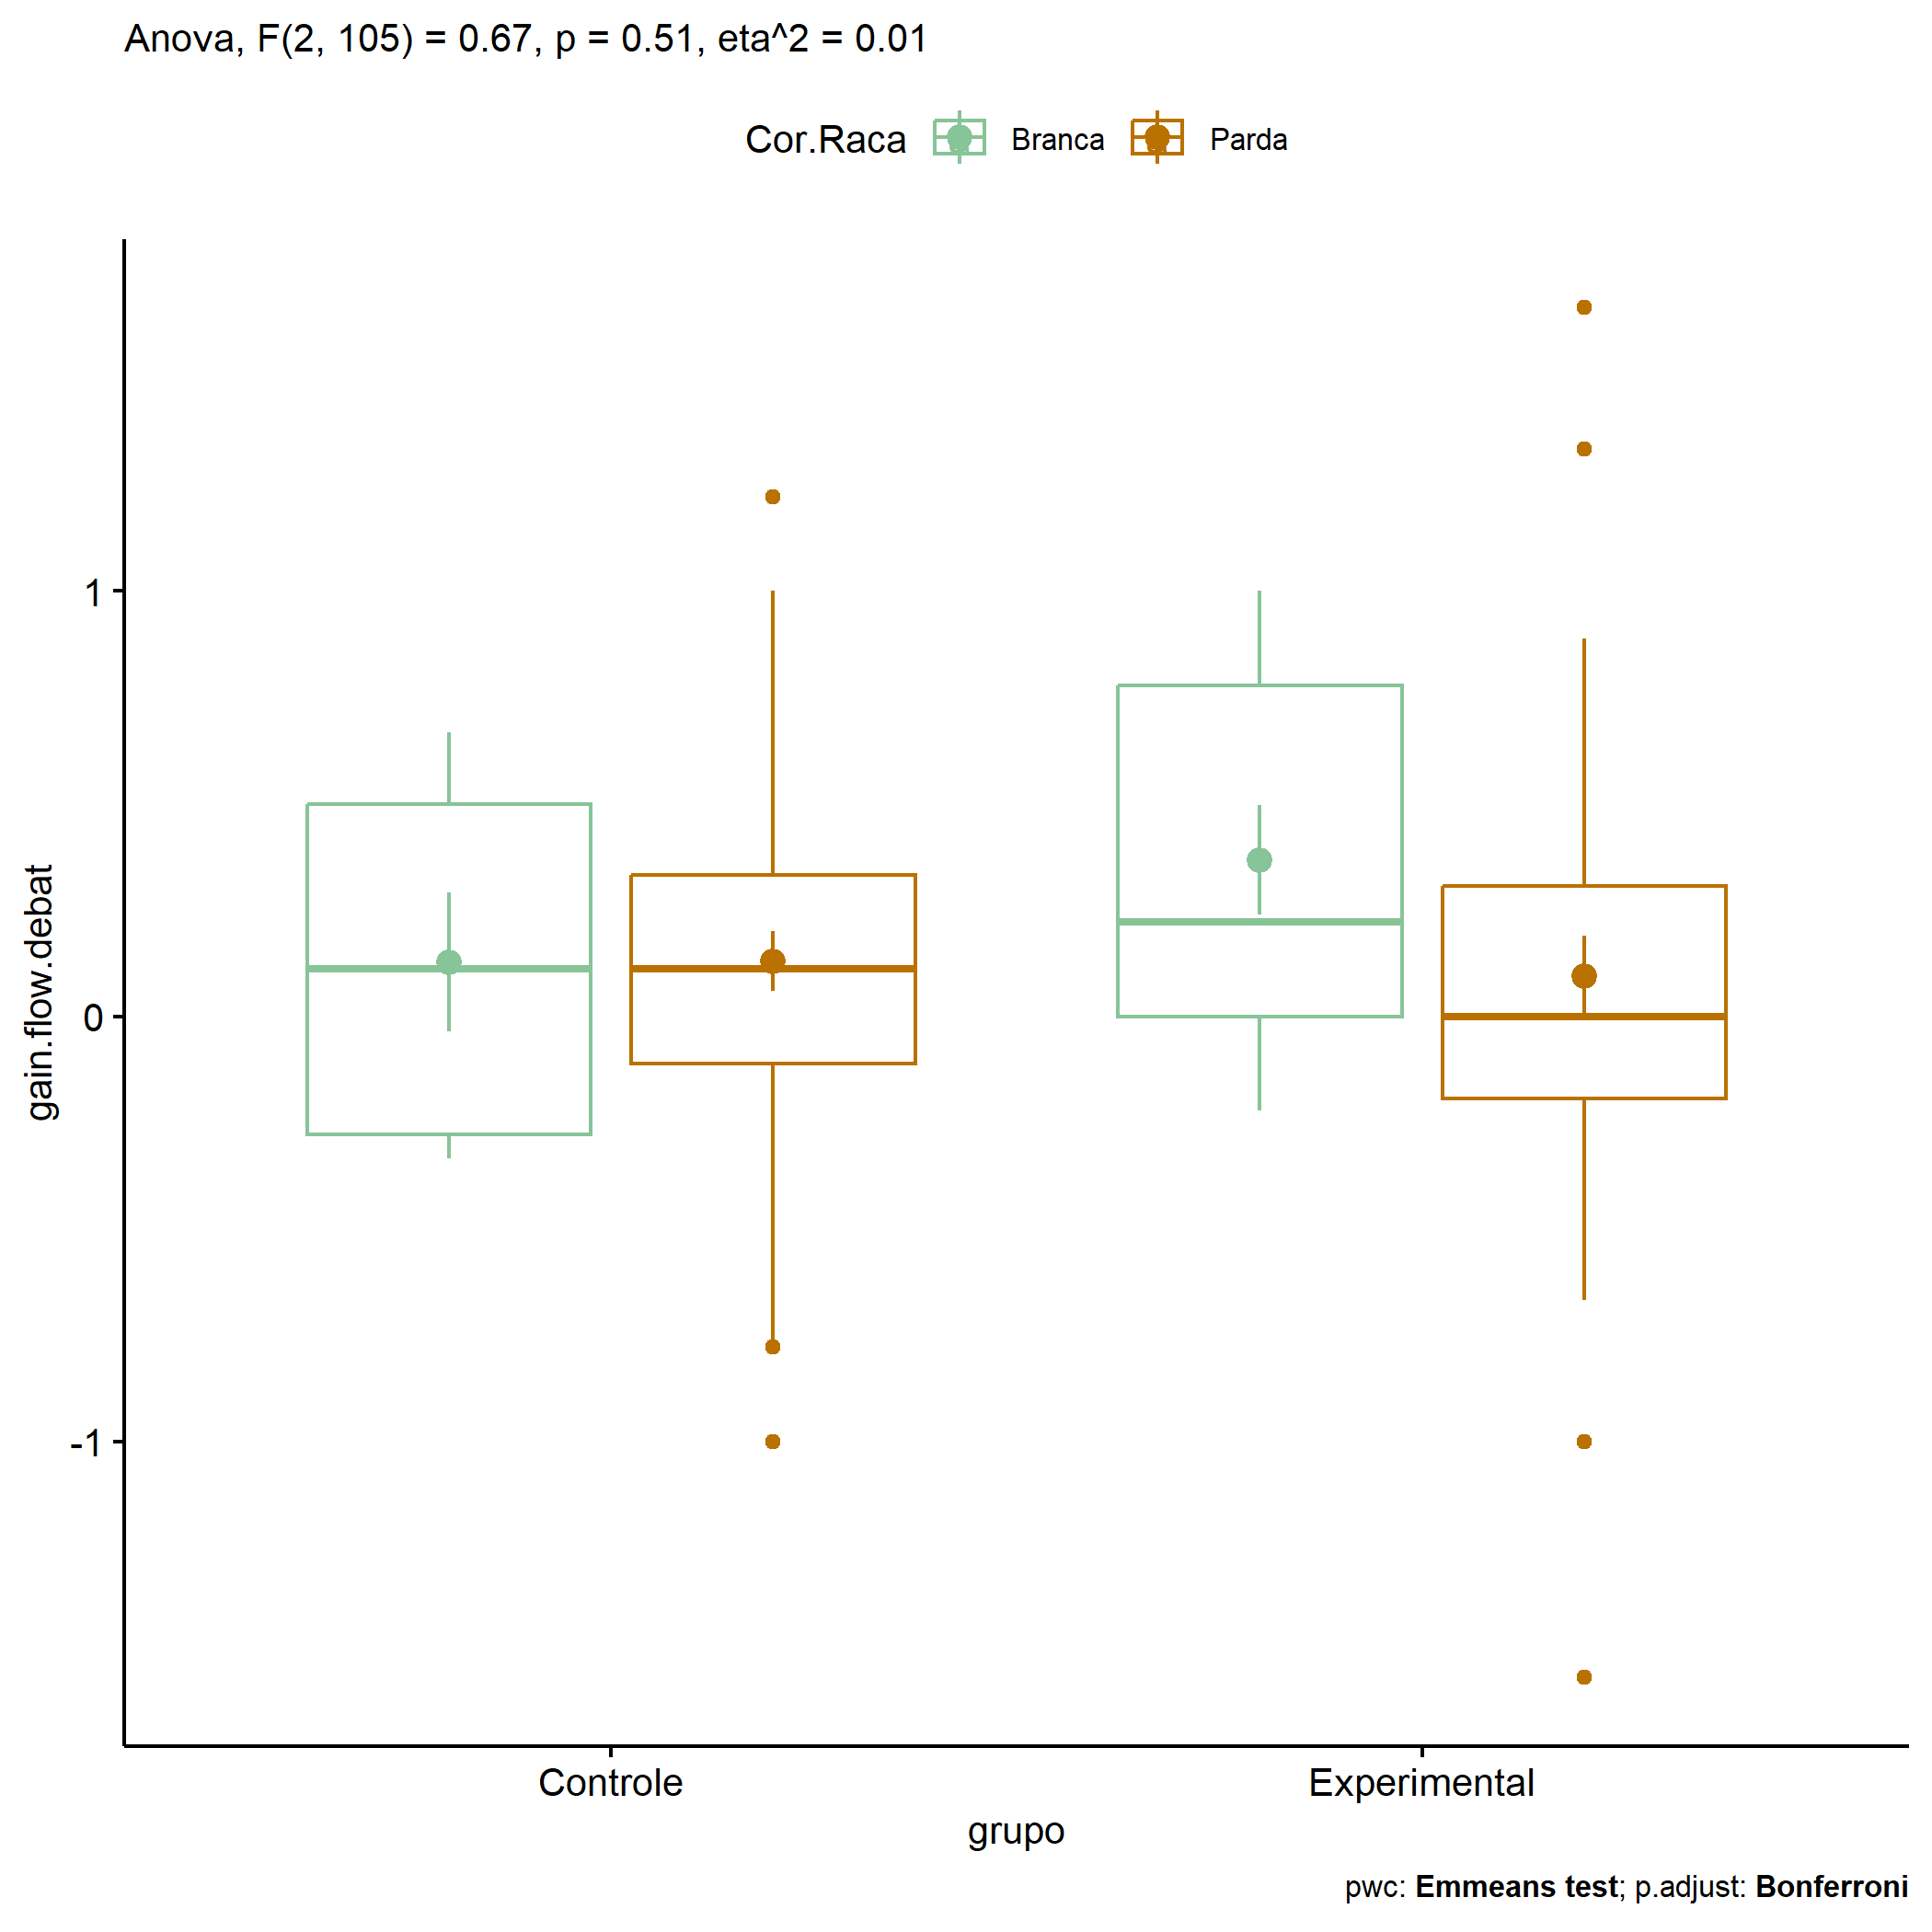 Anova, F(2, 105) = 0.67, p = 0.51, eta^2 = 0.01
Cor.Raca Branca Parda
gain.flow.debat
1
0
-1
Controle Experimental
grupo
pwc: Emmeans test; p.adjust: Bonferroni